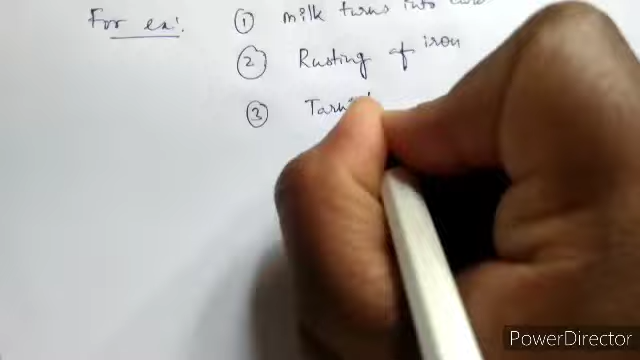 For ex:
① milk turns into
② Rusting of iron
③
PowerDirector